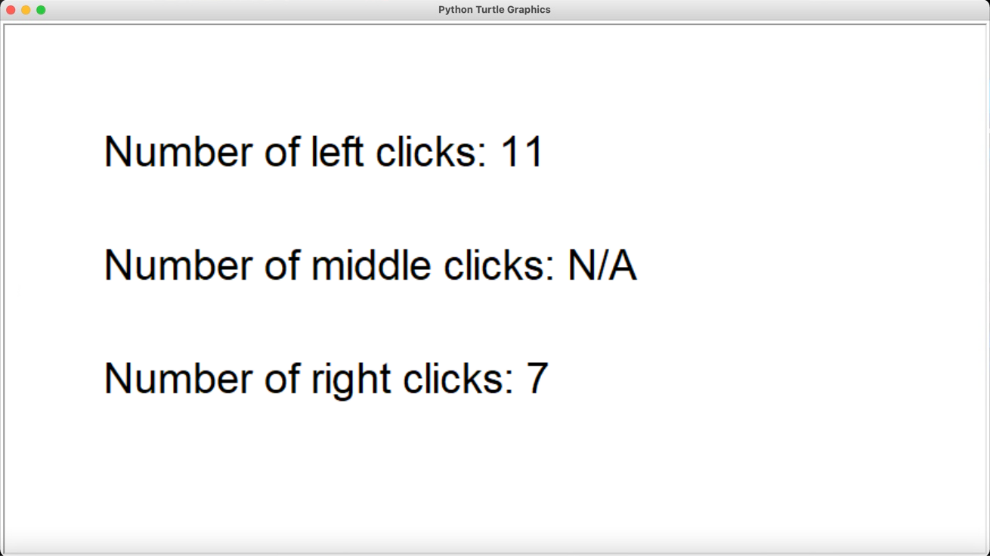 Python Turtle Graphics
Number of left clicks: 11
Number of middle clicks: N/A
Number of right clicks: 7